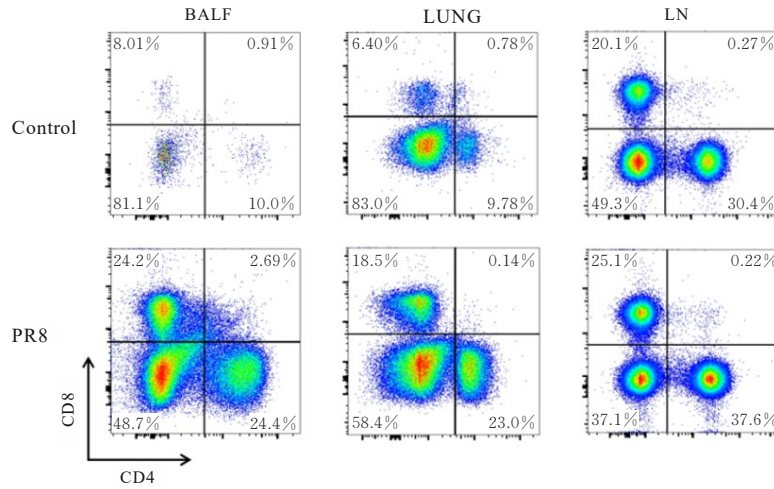 BALF LUNG LN
Control
8.01% 0.91%
81.1% 10.0%
6.40% 0.78%
83.0% 9.78%
20.1% 0.27%
49.3% 30.4%
PR8
24.2% 2.69%
48.7% 24.4%
18.5% 0.14%
58.4% 23.0%
25.1% 0.22%
37.1% 37.6%
CD8
CD4